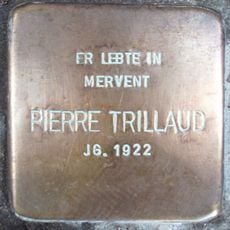 ER LEBTE IN
MERVENT
PIERRE TRILLAUD
JG. 1922